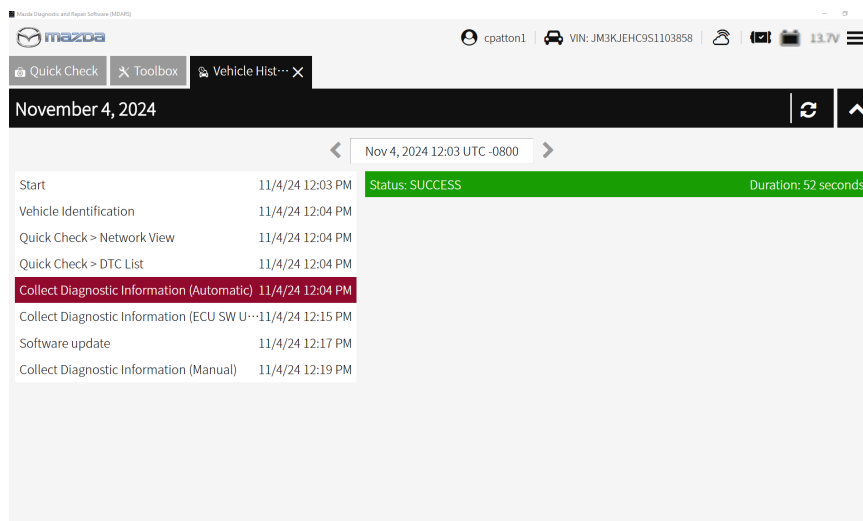 Mazda Diagnostic and Repair Software (MDARS)
mazda cpatton1 VIN: JM3KJEHC9S1103858 13.7V
Quick Check Toolbox Vehicle Hist···
November 4, 2024
Nov 4, 2024 12:03 UTC -0800
Start 11/4/24 12:03 PM
Status: SUCCESS Duration: 52 seconds
Vehicle Identification 11/4/24 12:04 PM
Quick Check > Network View 11/4/24 12:04 PM
Quick Check > DTC List 11/4/24 12:04 PM
Collect Diagnostic Information (Automatic) 11/4/24 12:04 PM
Collect Diagnostic Information (ECU SW U···11/4/24 12:15 PM
Software update 11/4/24 12:17 PM
Collect Diagnostic Information (Manual) 11/4/24 12:19 PM